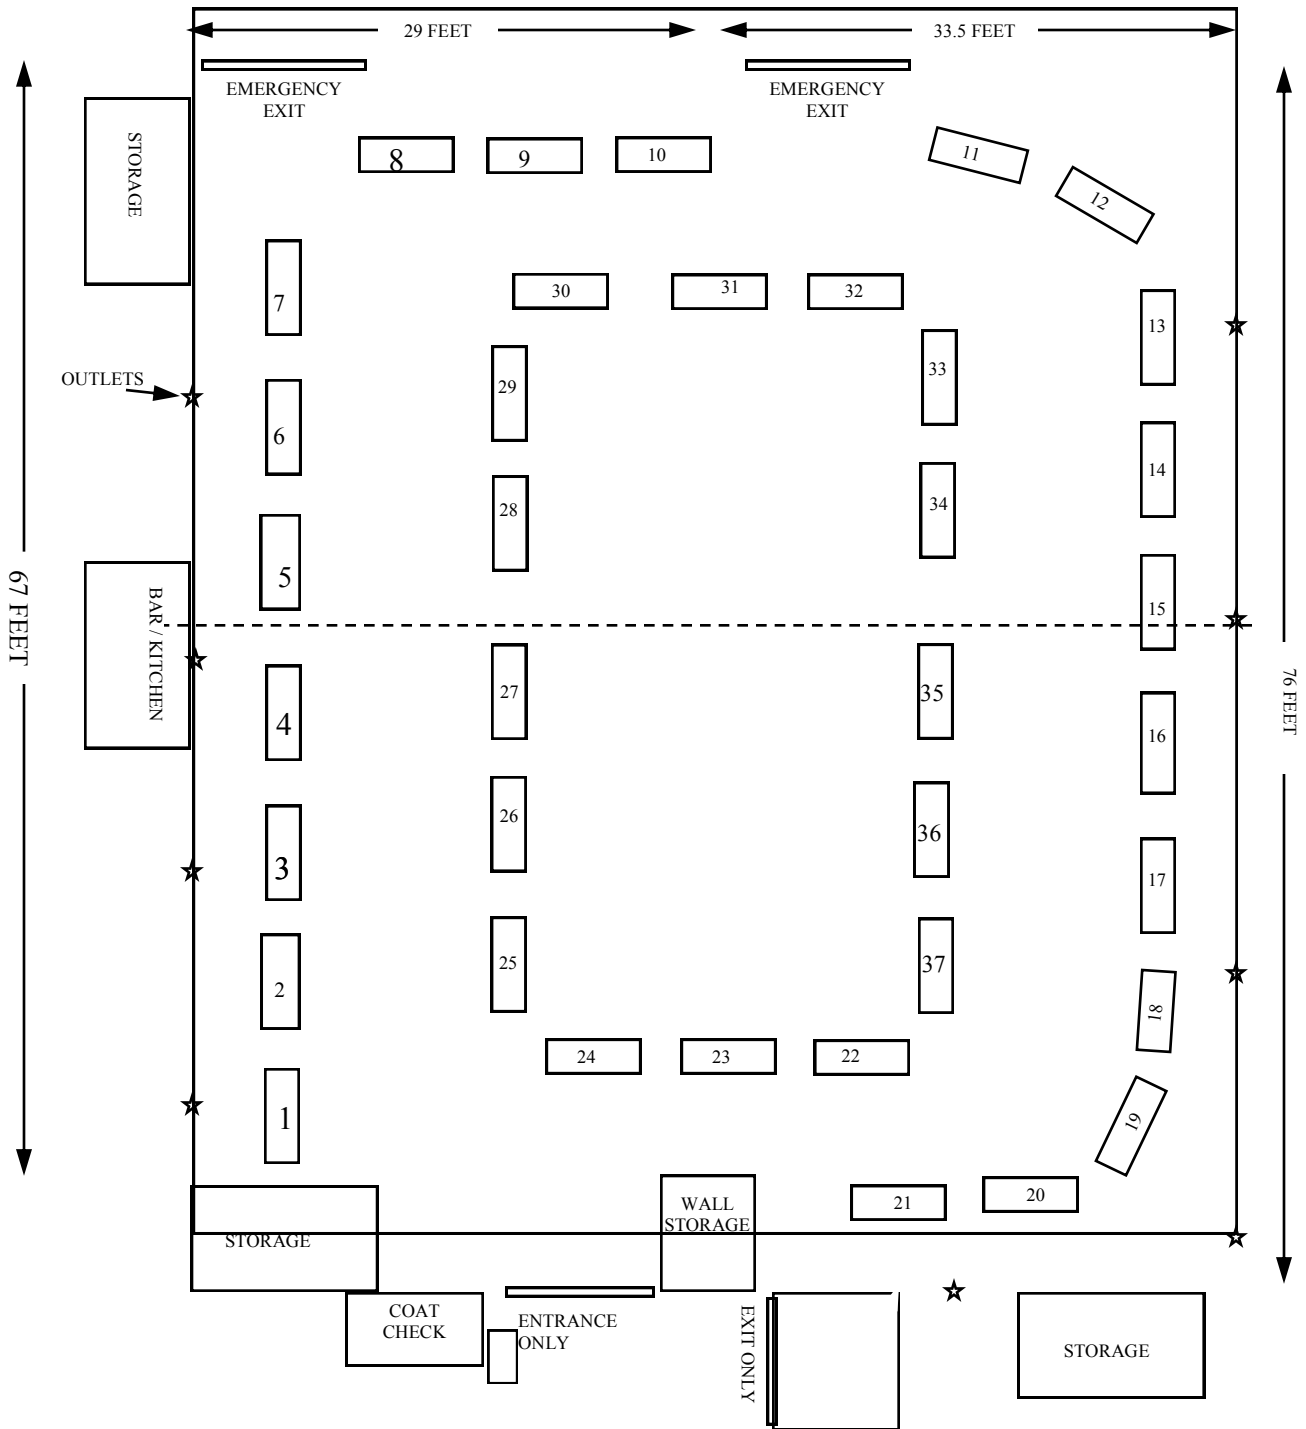 29 FEET
33.5 FEET
EMERGENCY
EXIT
EMERGENCY
EXIT
STORAGE
8
9
10
11
12
7
30
31
32
13
OUTLETS
29
33
6
14
28
34
5
67 FEET
BAR / KITCHEN
15
4
27
35
16
76 FEET
3
26
36
17
2
25
37
18
24
23
22
1
19
21
20
WALL
STORAGE
STORAGE
COAT
CHECK
ENTRANCE
ONLY
EXIT ONLY
STORAGE